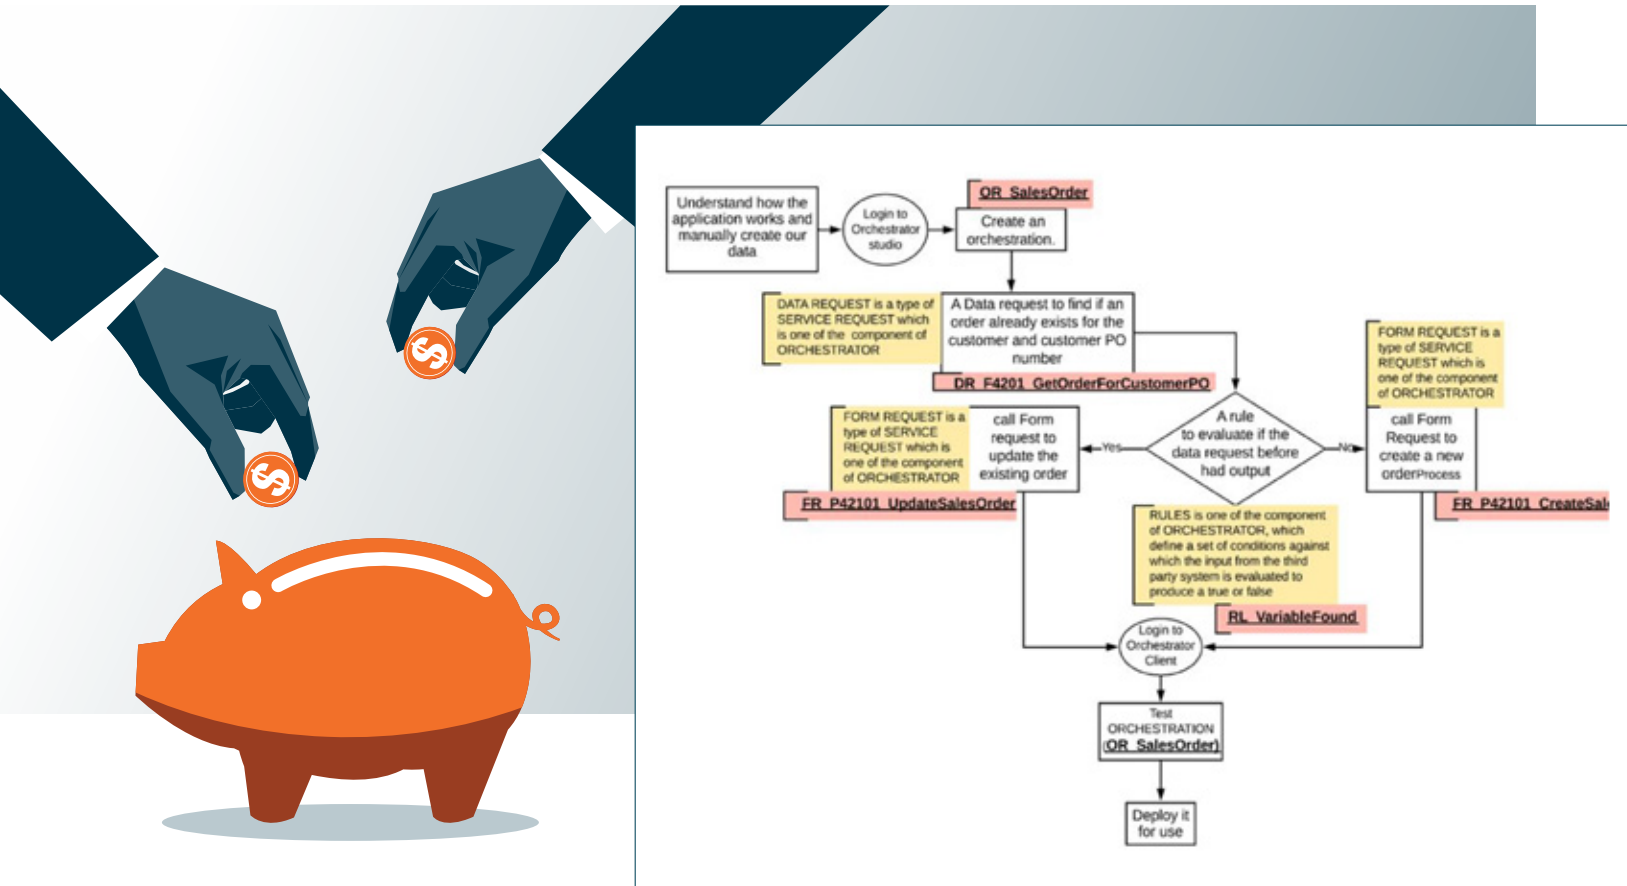 OR_SalesOrder
Understand how the
application works and
manually create our
data
Login to
Orchestrator
studio
Create an
orchestration.
DATA REQUEST is a type of
SERVICE REQUEST which
is one of the component of
ORCHESTRATOR
A Data request to find if an
order already exists for the
customer and customer PO
number
DR_F4201_GetOrderForCustomerPO
FORM REQUEST is a
type of SERVICE
REQUEST which is
one of the component
of ORCHESTRATOR
FORM REQUEST is a
type of SERVICE
REQUEST which is
one of the component
of ORCHESTRATOR
call Form
request to
update the
existing order
Yes
A rule
to evaluate if the
data request before
had output
No
call Form
Request to
create a new
orderProcess
FR_P42101_UpdateSalesOrder
FR_P42101_CreateSale
RULES is one of the component
of ORCHESTRATOR, which
define a set of conditions against
which the input from the third
party system is evaluated to
produce a true or false
RL_VariableFound
Login to
Orchestrator
Client
Test
ORCHESTRATION
(OR_SalesOrder)
Deploy it
for use